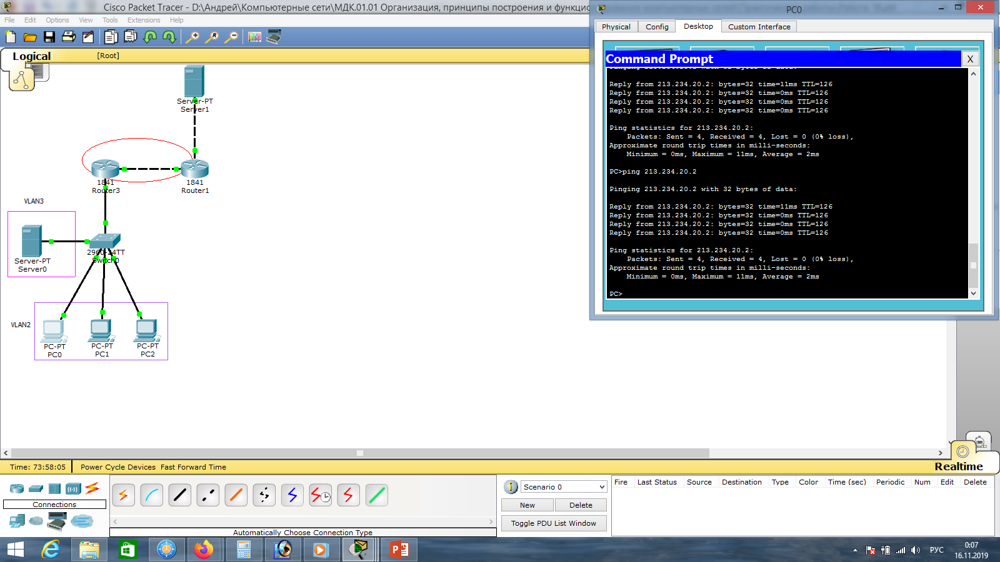 Cisco Packet Tracer - D:\Андрей\Компьютерные сети\МДК.01.01 Организация, принципы построения и функцис
File Edit Options View Tools Extensions Help
Logical
[Root]
Server-PT
Server1
1841
Router3
1841
Router1
VLAN3
Server-PT
Server0
2960-24TT
Switch0
VLAN2
PC-PT
PC0
PC-PT
PC1
PC-PT
PC2
PC0
Physical Config Desktop Custom Interface
Command Prompt
X
Reply from 213.234.20.2: bytes=32 time=11ms TTL=126
Reply from 213.234.20.2: bytes=32 time=0ms TTL=126
Reply from 213.234.20.2: bytes=32 time=0ms TTL=126
Reply from 213.234.20.2: bytes=32 time=0ms TTL=126
Ping statistics for 213.234.20.2:
Packets: Sent = 4, Received = 4, Lost = 0 (0% loss),
Approximate round trip times in milli-seconds:
Minimum = 0ms, Maximum = 11ms, Average = 2ms
PC>ping 213.234.20.2
Pinging 213.234.20.2 with 32 bytes of data:
Reply from 213.234.20.2: bytes=32 time=11ms TTL=126
Reply from 213.234.20.2: bytes=32 time=0ms TTL=126
Reply from 213.234.20.2: bytes=32 time=0ms TTL=126
Reply from 213.234.20.2: bytes=32 time=0ms TTL=126
Ping statistics for 213.234.20.2:
Packets: Sent = 4, Received = 4, Lost = 0 (0% loss),
Approximate round trip times in milli-seconds:
Minimum = 0ms, Maximum = 11ms, Average = 2ms
PC>
Time: 73:58:05
Power Cycle Devices Fast Forward Time
Realtime
Connections
Automatically Choose Connection Type
Scenario 0
New
Delete
Toggle PDU List Window
Fire Last Status Source Destination Type Color Time (sec) Periodic Num Edit Delete
РУС
0:07
16.11.2019